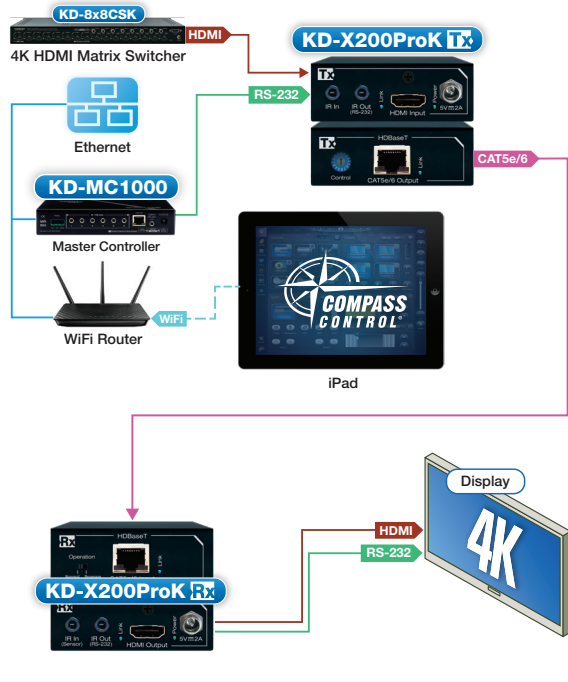 KD-8x8CSK
HDMI
4K HDMI Matrix Switcher
KD-X200ProK Tx
Tx
IR In
IR Out
(RS-232)
Link
HDMI Input
Power
5V⎓2A
RS-232
Ethernet
Tx
HDBaseT
Control
CAT5e/6 Output
Link
CAT5e/6
KD-MC1000
Master Controller
WiFi
WiFi Router
COMPASS
CONTROL®
iPad
Display
4K
HDMI
RS-232
Rx
HDBaseT
Operation
Link
KD-X200ProK Rx
Rx
IR In
(Sensor)
IR Out
(RS-232)
Link
HDMI Output
Power
5V⎓2A